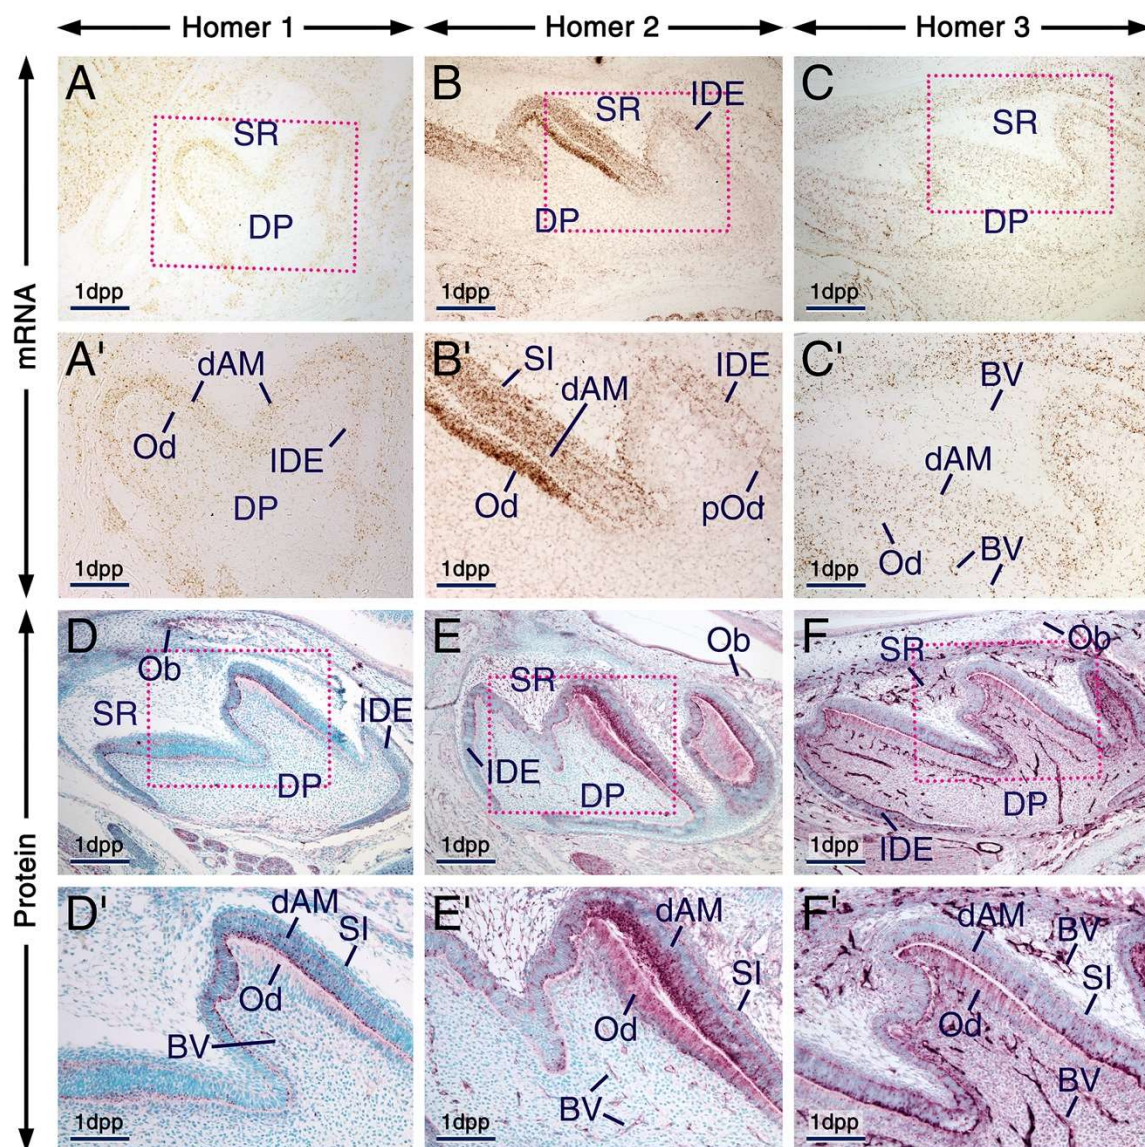 Homer 1
Homer 2
Homer 3
mRNA
Protein
A
SR
DP
1dpp
B
SR
IDE
DP
1dpp
C
SR
DP
1dpp
A'
dAM
Od
IDE
DP
1dpp
B'
SI
dAM
IDE
Od
pOd
1dpp
C'
BV
dAM
Od
BV
1dpp
D
Ob
SR
IDE
DP
1dpp
E
Ob
SR
IDE
DP
1dpp
F
Ob
SR
DP
IDE
1dpp
D'
dAM
SI
Od
BV
1dpp
E'
dAM
SI
Od
BV
1dpp
F'
dAM
BV
SI
Od
BV
1dpp